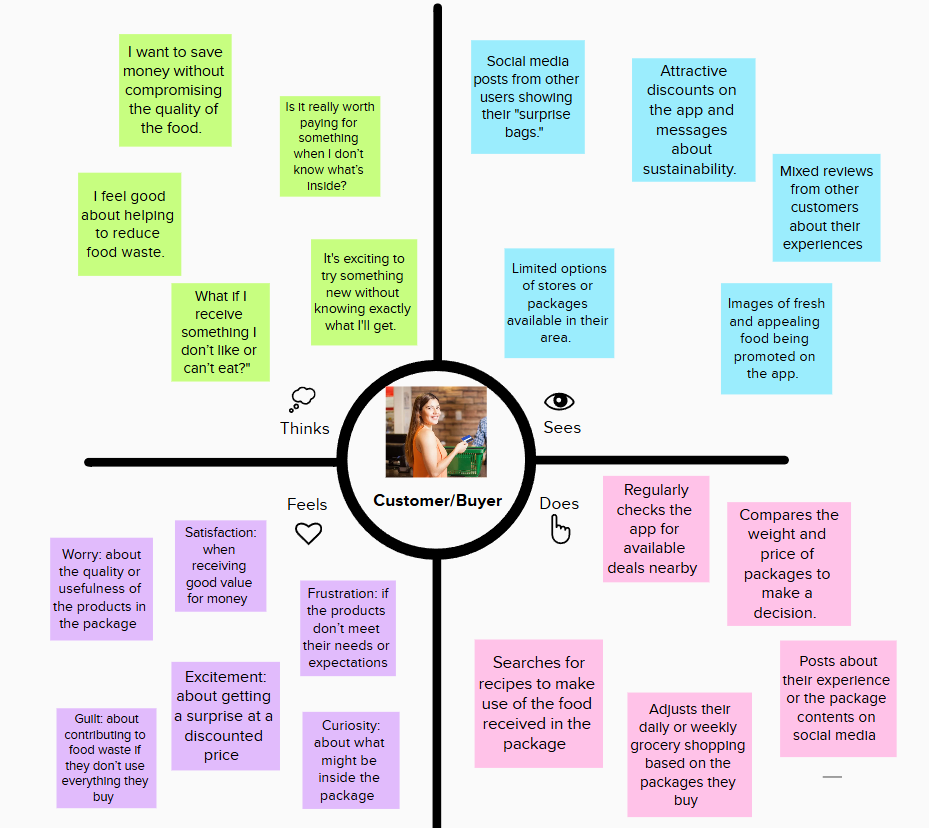 I want to save
money without
compromising
the quality of
the food.
Is it really worth
paying for
something
when I don't
know what's
inside?
I feel good
about helping
to reduce
food waste.
It's exciting to
try something
new without
knowing exactly
what I'll get.
What if I
receive
something I
don't like or
can't eat?"
Thinks
Social media
posts from other
users showing
their "surprise
bags."
Attractive
discounts on
the app and
messages
about
sustainability.
Mixed reviews
from other
customers
about their
experiences
Limited options
of stores or
packages
available in their
area.
Images of fresh
and appealing
food being
promoted on
the app.
Sees
Customer/Buyer
Feels
Satisfaction:
when
receiving
good value
for money
Worry: about
the quality or
usefulness of
the products in
the package
Frustration: if
the products
don't meet
their needs or
expectations
Excitement:
about getting
a surprise at a
discounted
price
Guilt: about
contributing to
food waste if
they don't use
everything they
buy
Curiosity:
about what
might be
inside the
package
Does
Regularly
checks the
app for
available
deals nearby
Compares the
weight and
price of
packages to
make a
decision.
Searches for
recipes to make
use of the food
received in the
package
Adjusts their
daily or weekly
grocery shopping
based on the
packages they
buy
Posts about
their experience
or the package
contents on
social media